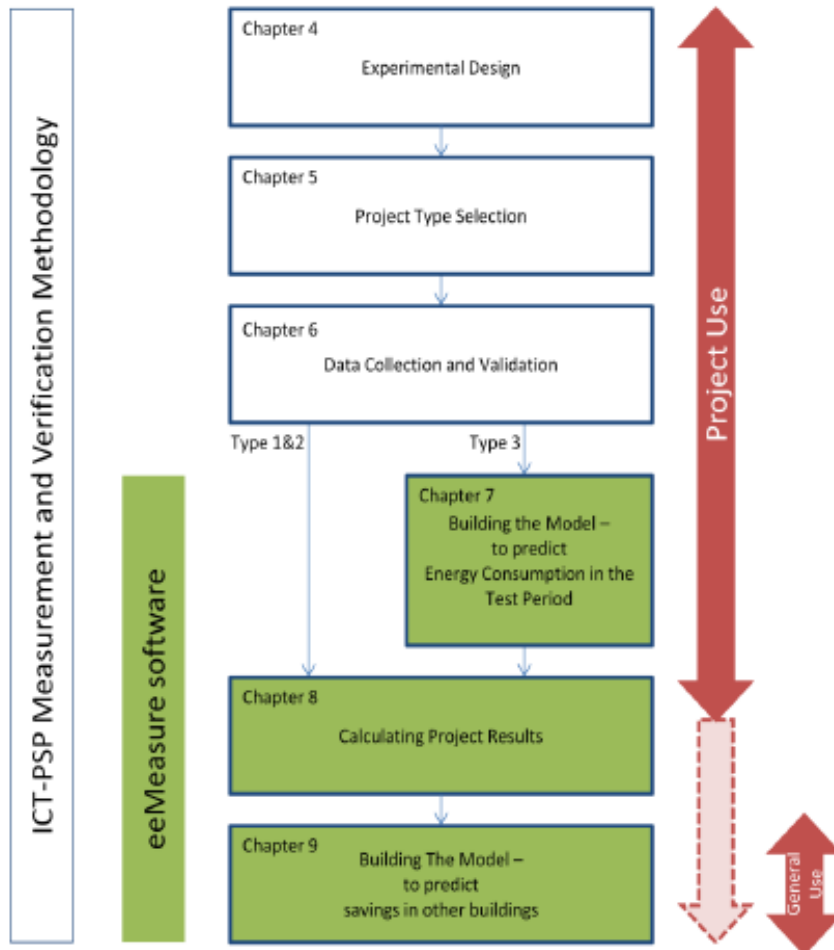 ICT-PSP Measurement and Verification Methodology
eeMeasure software
Chapter 4
Experimental Design
Chapter 5
Project Type Selection
Chapter 6
Data Collection and Validation
Type 1&2
Type 3
Chapter 7
Building the Model –
to predict
Energy Consumption in the
Test Period
Chapter 8
Calculating Project Results
Chapter 9
Building The Model –
to predict
savings in other buildings
Project Use
General
Use